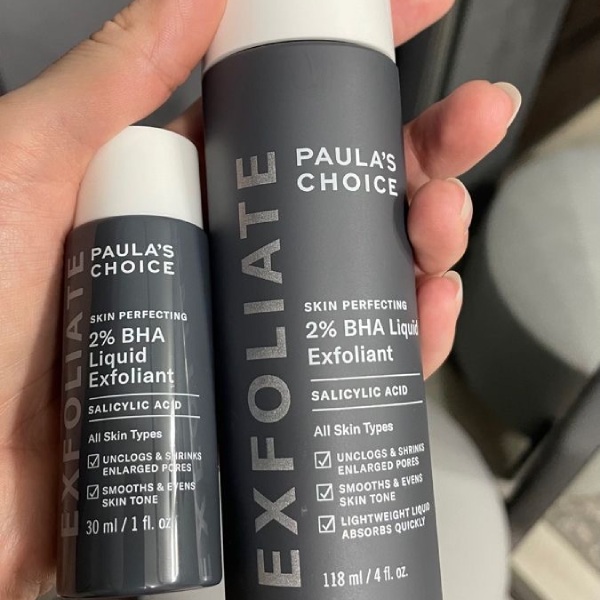 EXFOLIATE
PAULA'S
CHOICE
SKIN PERFECTING
2% BHA
Liquid
Exfoliant
SALICYLIC ACID
All Skin Types
UNCLOGS & SHRINKS
ENLARGED PORES
SMOOTHS & EVENS
SKIN TONE
30 ml / 1 fl. oz.
EXFOLIATE
PAULA'S
CHOICE
SKIN PERFECTING
2% BHA Liquid
Exfoliant
SALICYLIC ACID
All Skin Types
UNCLOGS & SHRINKS
ENLARGED PORES
SMOOTHS & EVENS
SKIN TONE
LIGHTWEIGHT LIQUID
ABSORBS QUICKLY
118 ml / 4 fl. oz.